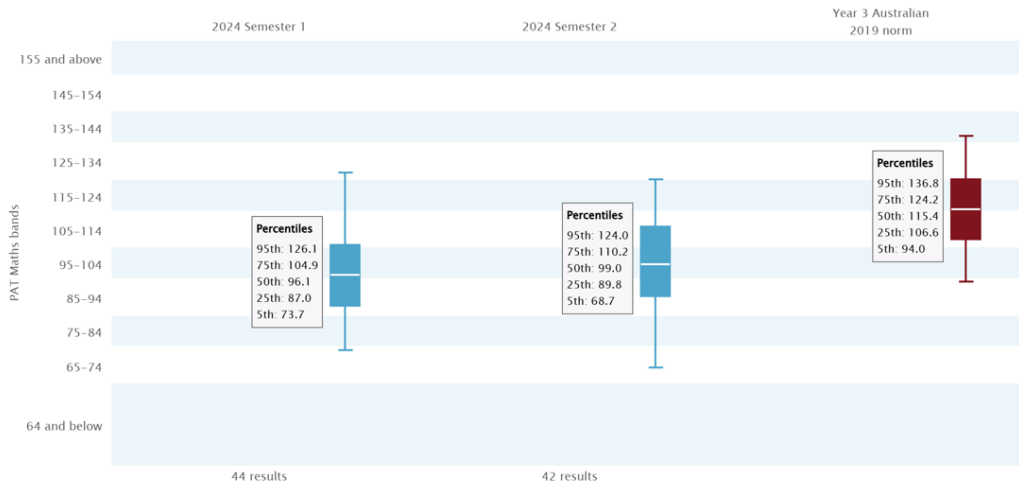 2024 Semester 1
2024 Semester 2
Year 3 Australian
2019 norm
PAT Maths bands
155 and above
145–154
135–144
125–134
115–124
105–114
95–104
85–94
75–84
65–74
64 and below
Percentiles
95th: 126.1
75th: 104.9
50th: 96.1
25th: 87.0
5th: 73.7
Percentiles
95th: 124.0
75th: 110.2
50th: 99.0
25th: 89.8
5th: 68.7
Percentiles
95th: 136.8
75th: 124.2
50th: 115.4
25th: 106.6
5th: 94.0
44 results
42 results